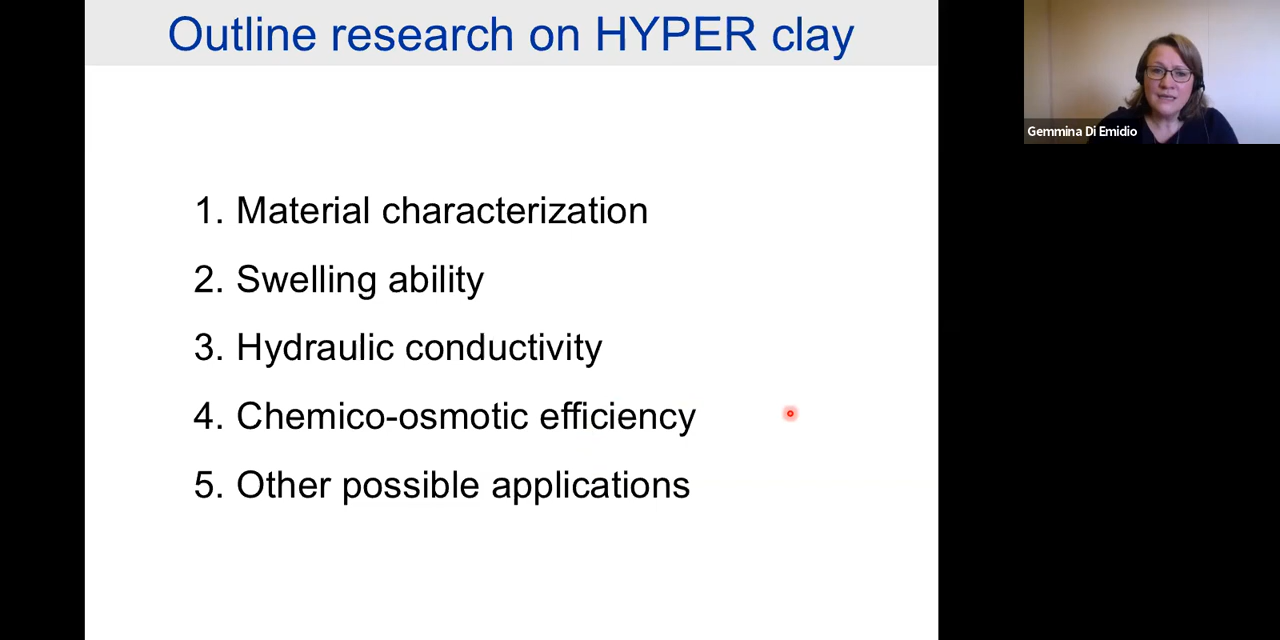 Outline research on HYPER clay
Gemmina Di Emidio
1. Material characterization
2. Swelling ability
3. Hydraulic conductivity
4. Chemico-osmotic efficiency
5. Other possible applications